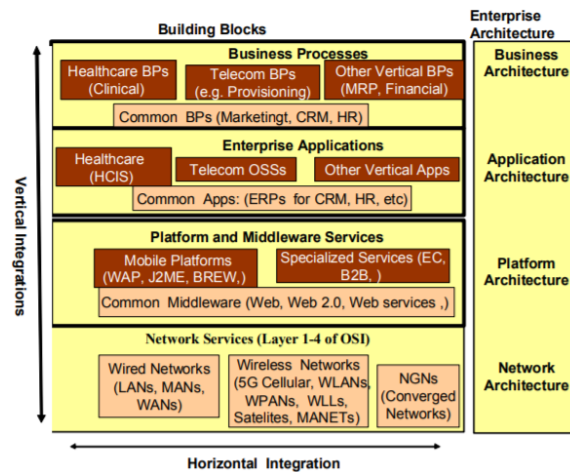 Building Blocks
Enterprise
Architecture
Business Processes
Healthcare BPs
(Clinical)
Telecom BPs
(e.g. Provisioning)
Other Vertical BPs
(MRP, Financial)
Common BPs (Marketingt, CRM, HR)
Business
Architecture
Enterprise Applications
Healthcare
(HCIS)
Telecom OSSs
Other Vertical Apps
Common Apps: (ERPs for CRM, HR, etc)
Application
Architecture
Vertical Integrations
Platform and Middleware Services
Mobile Platforms
(WAP, J2ME, BREW,)
Specialized Services (EC,
B2B, )
Common Middleware (Web, Web 2.0, Web services ,)
Platform
Architecture
Network Services (Layer 1-4 of OSI)
Wired Networks
(LANs, MANs,
WANs)
Wireless Networks
(5G Cellular, WLANs,
WPANs, WLLs,
Satelites, MANETs)
NGNs
(Converged
Networks)
Network
Architecture
Horizontal Integration